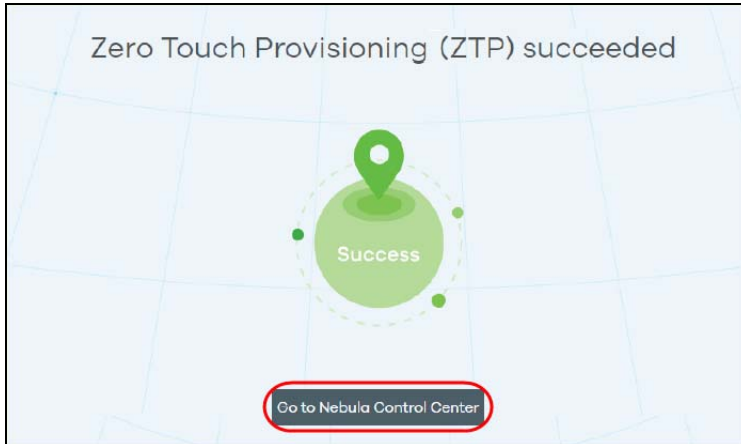 Zero Touch Provisioning (ZTP) succeeded
Success
Go to Nebula Control Center